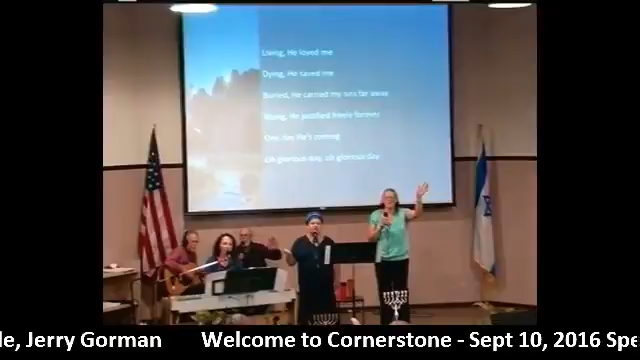 Living, He loved me
Dying, He saved me
Buried, He carried my sins far away
Rising, He justified freely forever
One day He's coming
Oh glorious day, oh glorious day
le, Jerry Gorman Welcome to Cornerstone - Sept 10, 2016 Spe